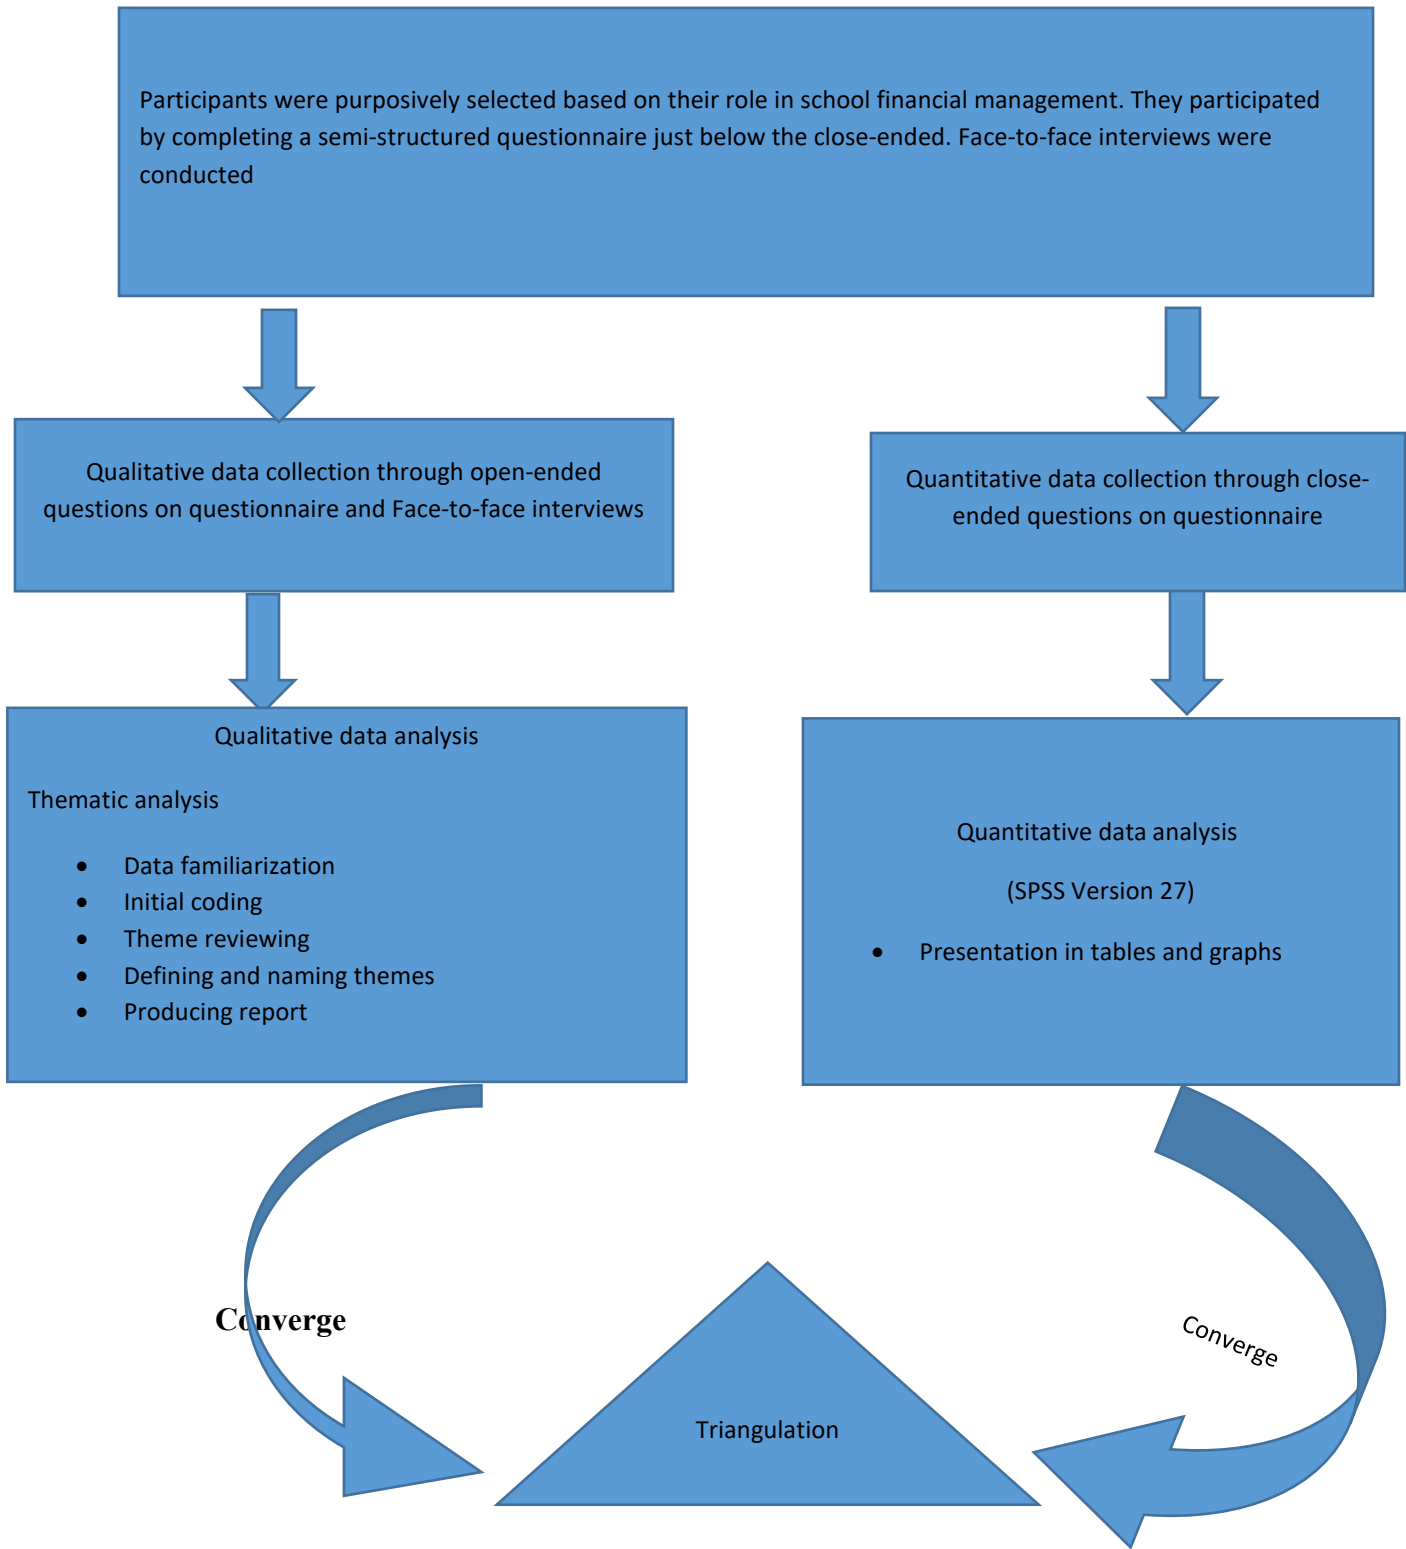 Participants were purposively selected based on their role in school financial management. They participated
by completing a semi-structured questionnaire just below the close-ended. Face-to-face interviews were
conducted
Qualitative data collection through open-ended
questions on questionnaire and Face-to-face interviews
Quantitative data collection through close-
ended questions on questionnaire
Qualitative data analysis
Thematic analysis
• Data familiarization
• Initial coding
• Theme reviewing
• Defining and naming themes
• Producing report
Quantitative data analysis
(SPSS Version 27)
• Presentation in tables and graphs
Converge
Converge
Triangulation